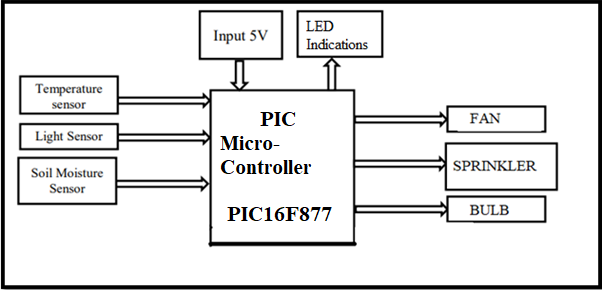 Input 5V
LED
Indications
Temperature
sensor
Light Sensor
Soil Moisture
Sensor
PIC
Micro-
Controller
PIC16F877
FAN
SPRINKLER
BULB